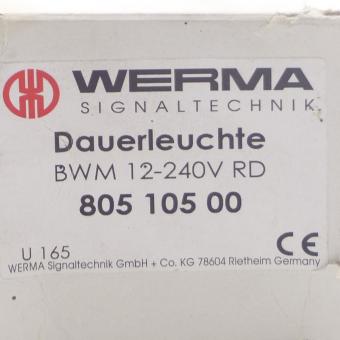 WERMA
SIGNALTECHNIK
Dauerleuchte
BWM 12-240V RD
805 105 00
U 165
CE
WERMA Signaltechnik GmbH + Co. KG 78604 Rietheim Germany